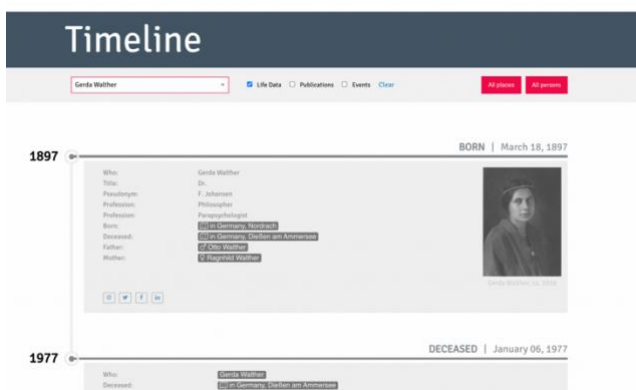 Timeline
Gerda Walther
Life Data Publications Events Clear
All places All persons
BORN | March 18, 1897
1897
Who: Gerda Walther
Title: Dr.
Pseudonym: F. Johansen
Profession: Philosopher
Profession: Parapsychologist
Born: in Germany, Nordrach
Deceased: in Germany, Dießen am Ammersee
Father: ♂ Otto Walther
Mother: ♀ Ragnhild Walther
DECEASED | January 06, 1977
1977
Who: Gerda Walther
Deceased: in Germany, Dießen am Ammersee